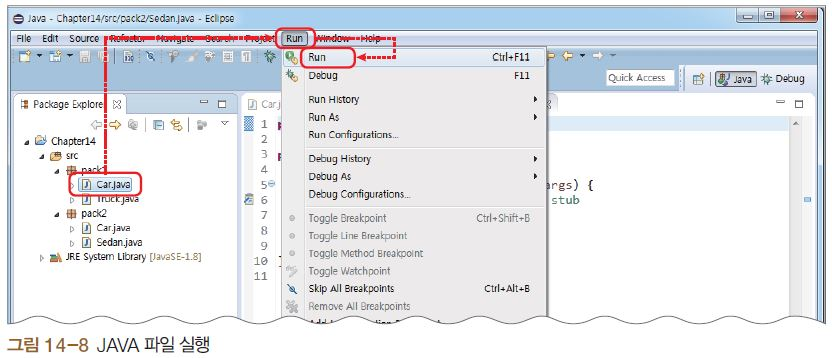 Java - Chapter14/src/pack2/Sedan.java - Eclipse
File Edit Source Refactor Navigate Search Project Run Window Help
Run Ctrl+F11
Debug F11
Run History
Run As
Run Configurations...
Debug History
Debug As
Debug Configurations...
Toggle Breakpoint Ctrl+Shift+B
Toggle Line Breakpoint
Toggle Method Breakpoint
Toggle Watchpoint
Skip All Breakpoints Ctrl+Alt+B
Remove All Breakpoints
Quick Access
Java
Debug
Package Explorer
Chapter14
src
Car.java
Truck.java
pack2
Car.java
Sedan.java
JRE System Library [JavaSE-1.8]
1 p
2
3 p
4
5 args) {
6 stub
7
8
9
10
11
그림 14-8 JAVA 파일 실행